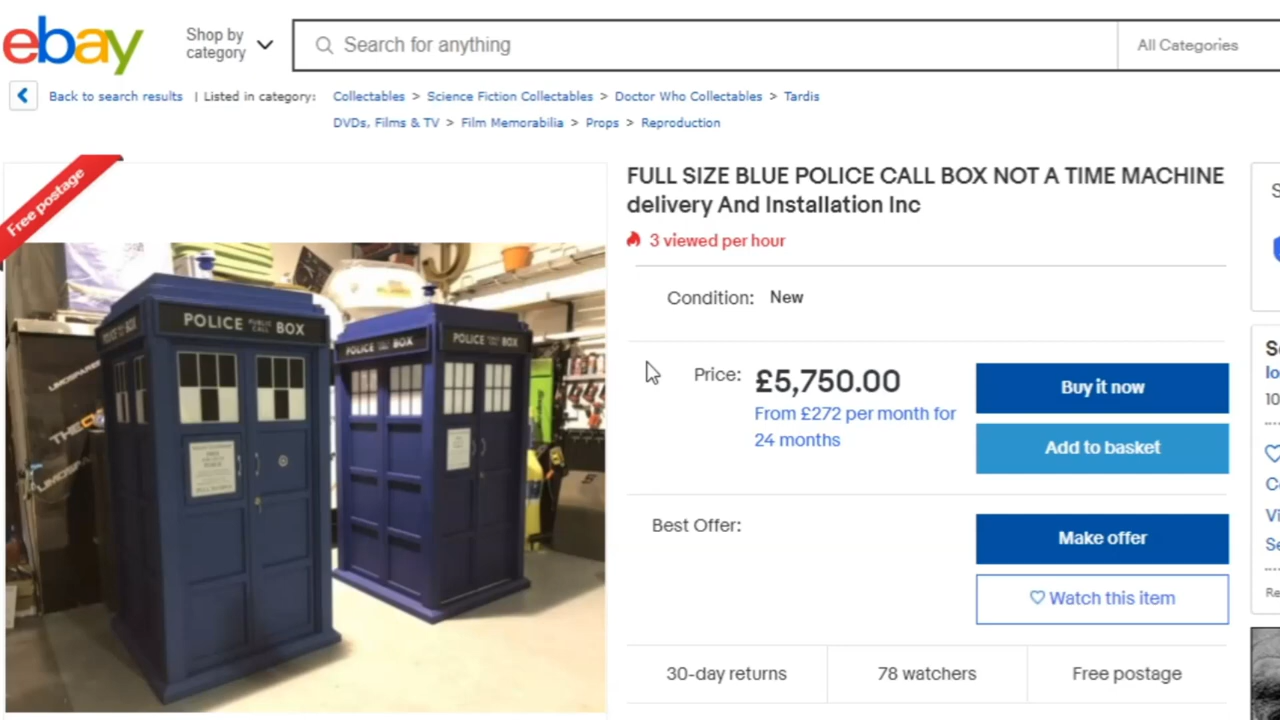 ebay
Shop by
category
Search for anything
All Categories
Back to search results | Listed in category: Collectables > Science Fiction Collectables > Doctor Who Collectables > Tardis
DVDs, Films & TV > Film Memorabilia > Props > Reproduction
Free postage
FULL SIZE BLUE POLICE CALL BOX NOT A TIME MACHINE
delivery And Installation Inc
3 viewed per hour
Condition: New
Price: £5,750.00
From £272 per month for
24 months
Buy it now
Add to basket
Best Offer:
Make offer
Watch this item
30-day returns
78 watchers
Free postage
POLICE PUBLIC CALL BOX
POLICE BOX
POLICE BOX